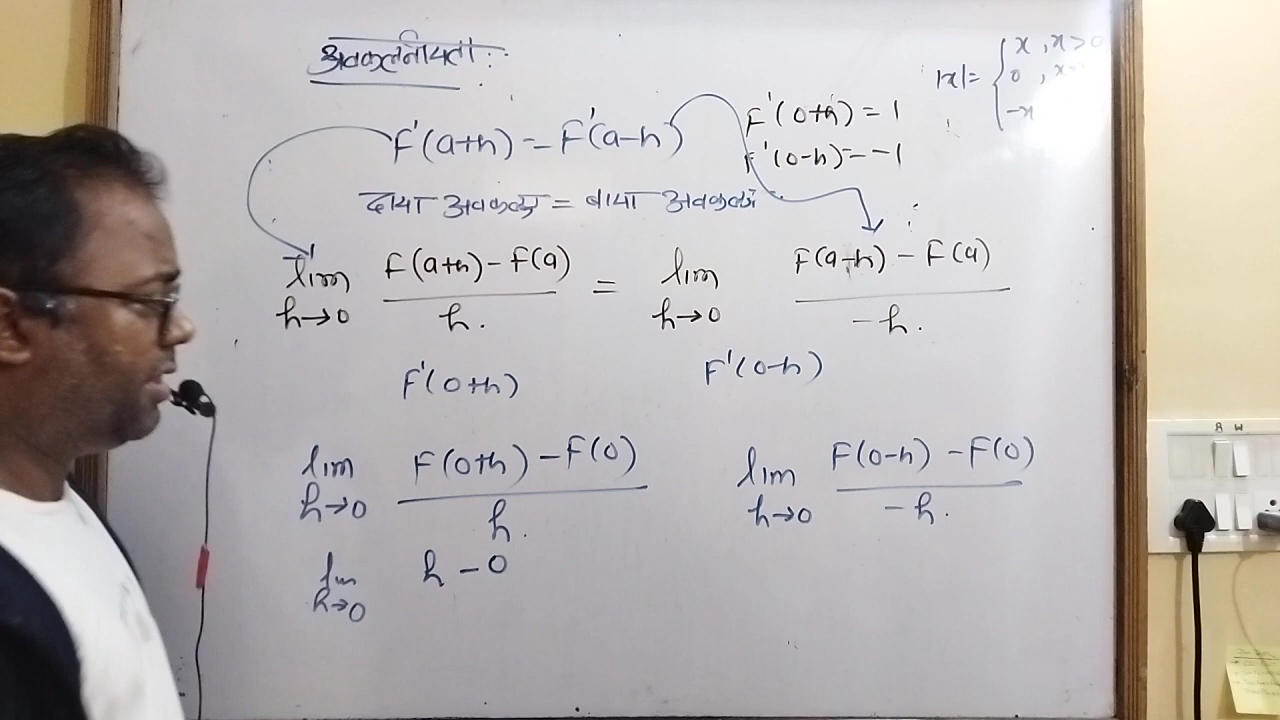 अवकलनीयता :-
|x| = { x , x > 0
0 , x
-x
F'(a+h) = F'(a-h)
F'(0+h) = 1
F'(0-h) = -1
दाया अवकलन = बाया अवकलन
lim h→0 F(a+h) - F(a) / h. = lim h→0 F(a-h) - F(a) / -h.
F'(0+h) F'(0-h)
lim h→0 F(0+h) - F(0) / h. lim h→0 F(0-h) - F(0) / -h.
lim h→0 h - 0
B W